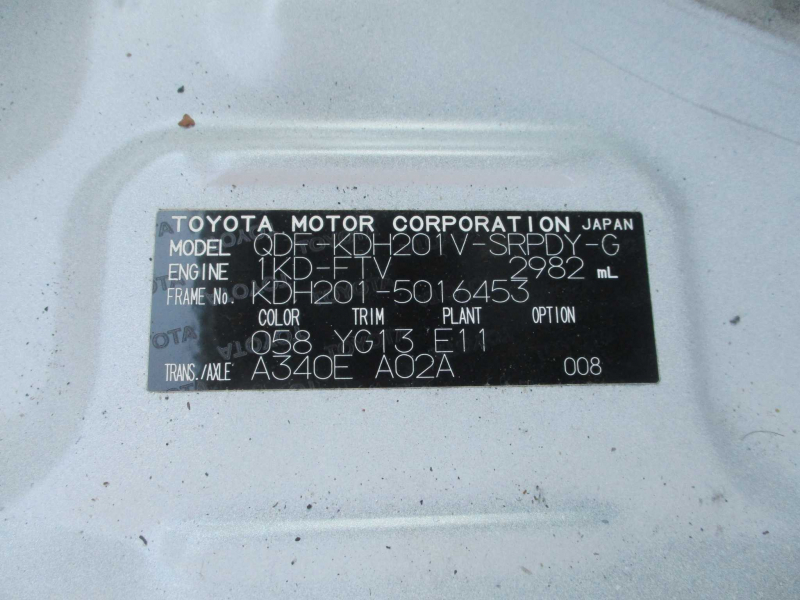 TOYOTA MOTOR CORPORATION JAPAN
MODEL QDF-KDH201V-SRPDY-G
ENGINE 1KD-FTV 2982 mL
FRAME No. KDH201-5016453
COLOR TRIM PLANT OPTION
058 YG13 E11
TRANS./AXLE A340E A02A 008